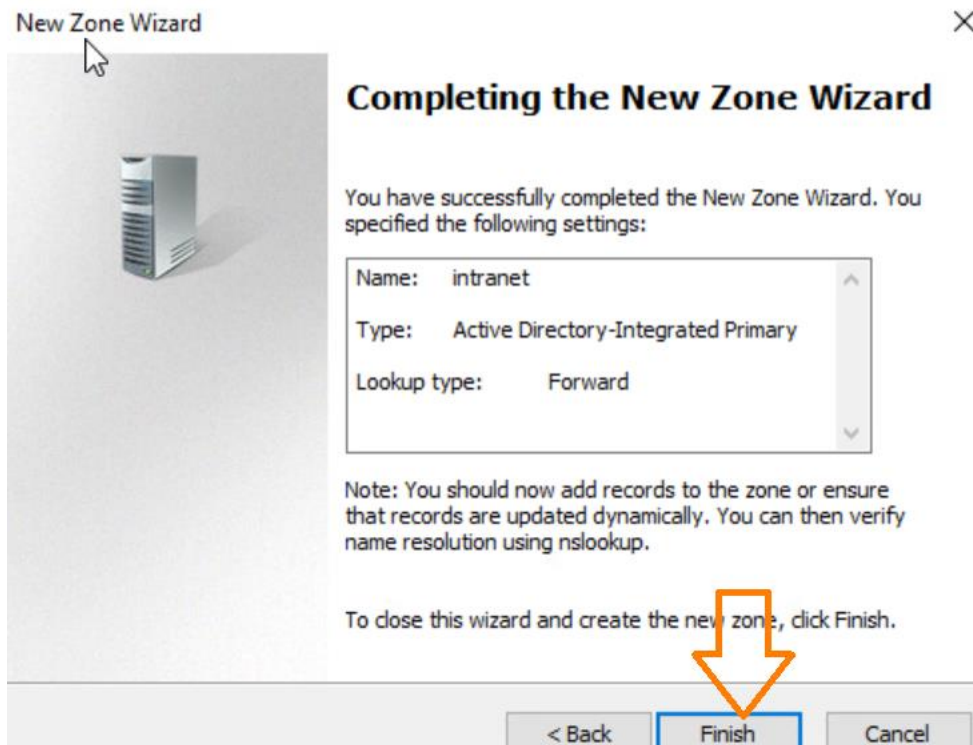 New Zone Wizard
Completing the New Zone Wizard
You have successfully completed the New Zone Wizard. You
specified the following settings:
Name: intranet
Type: Active Directory-Integrated Primary
Lookup type: Forward
Note: You should now add records to the zone or ensure
that records are updated dynamically. You can then verify
name resolution using nslookup.
To close this wizard and create the new zone, click Finish.
< Back Finish Cancel